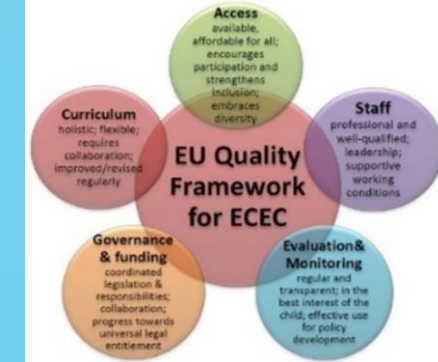 Access
available,
affordable for all;
encourages
participation and
strengthens
inclusion;
embraces
diversity
Curriculum
holistic; flexible;
requires
collaboration;
improved/revised
regularly
Staff
professional and
well-qualified;
leadership;
supportive
working
conditions
EU Quality
Framework
for ECEC
Governance
& funding
coordinated
legislation &
responsibilities;
collaboration;
progress towards
universal legal
entitlement
Evaluation&
Monitoring
regular and
transparent; in the
best interest of the
child; effective use
for policy
development